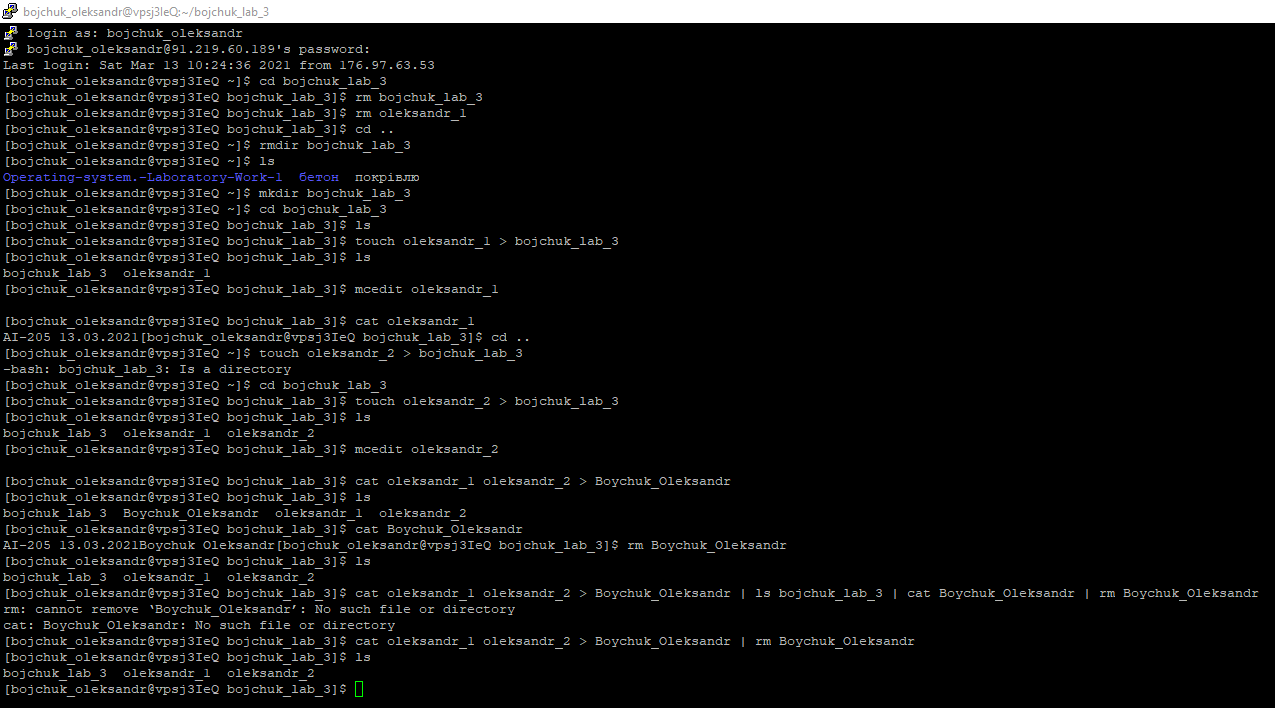 bojchuk_oleksandr@vpsj3IeQ:~/bojchuk_lab_3
login as: bojchuk_oleksandr
bojchuk_oleksandr@91.219.60.189's password:
Last login: Sat Mar 13 10:24:36 2021 from 176.97.63.53
[bojchuk_oleksandr@vpsj3IeQ ~]$ cd bojchuk_lab_3
[bojchuk_oleksandr@vpsj3IeQ bojchuk_lab_3]$ rm bojchuk_lab_3
[bojchuk_oleksandr@vpsj3IeQ bojchuk_lab_3]$ rm oleksandr_1
[bojchuk_oleksandr@vpsj3IeQ bojchuk_lab_3]$ cd ..
[bojchuk_oleksandr@vpsj3IeQ ~]$ rmdir bojchuk_lab_3
[bojchuk_oleksandr@vpsj3IeQ ~]$ ls
Operating-system.-Laboratory-Work-1  бетон  покрівлю
[bojchuk_oleksandr@vpsj3IeQ ~]$ mkdir bojchuk_lab_3
[bojchuk_oleksandr@vpsj3IeQ ~]$ cd bojchuk_lab_3
[bojchuk_oleksandr@vpsj3IeQ bojchuk_lab_3]$ ls
[bojchuk_oleksandr@vpsj3IeQ bojchuk_lab_3]$ touch oleksandr_1 > bojchuk_lab_3
[bojchuk_oleksandr@vpsj3IeQ bojchuk_lab_3]$ ls
bojchuk_lab_3  oleksandr_1
[bojchuk_oleksandr@vpsj3IeQ bojchuk_lab_3]$ mcedit oleksandr_1
[bojchuk_oleksandr@vpsj3IeQ bojchuk_lab_3]$ cat oleksandr_1
AI-205 13.03.2021[bojchuk_oleksandr@vpsj3IeQ bojchuk_lab_3]$ cd ..
[bojchuk_oleksandr@vpsj3IeQ ~]$ touch oleksandr_2 > bojchuk_lab_3
-bash: bojchuk_lab_3: Is a directory
[bojchuk_oleksandr@vpsj3IeQ ~]$ cd bojchuk_lab_3
[bojchuk_oleksandr@vpsj3IeQ bojchuk_lab_3]$ touch oleksandr_2 > bojchuk_lab_3
[bojchuk_oleksandr@vpsj3IeQ bojchuk_lab_3]$ ls
bojchuk_lab_3  oleksandr_1  oleksandr_2
[bojchuk_oleksandr@vpsj3IeQ bojchuk_lab_3]$ mcedit oleksandr_2
[bojchuk_oleksandr@vpsj3IeQ bojchuk_lab_3]$ cat oleksandr_1 oleksandr_2 > Boychuk_Oleksandr
[bojchuk_oleksandr@vpsj3IeQ bojchuk_lab_3]$ ls
bojchuk_lab_3  Boychuk_Oleksandr  oleksandr_1  oleksandr_2
[bojchuk_oleksandr@vpsj3IeQ bojchuk_lab_3]$ cat Boychuk_Oleksandr
AI-205 13.03.2021Boychuk Oleksandr[bojchuk_oleksandr@vpsj3IeQ bojchuk_lab_3]$ rm Boychuk_Oleksandr
[bojchuk_oleksandr@vpsj3IeQ bojchuk_lab_3]$ ls
bojchuk_lab_3  oleksandr_1  oleksandr_2
[bojchuk_oleksandr@vpsj3IeQ bojchuk_lab_3]$ cat oleksandr_1 oleksandr_2 > Boychuk_Oleksandr | ls bojchuk_lab_3 | cat Boychuk_Oleksandr | rm Boychuk_Oleksandr
rm: cannot remove ‘Boychuk_Oleksandr’: No such file or directory
cat: Boychuk_Oleksandr: No such file or directory
[bojchuk_oleksandr@vpsj3IeQ bojchuk_lab_3]$ cat oleksandr_1 oleksandr_2 > Boychuk_Oleksandr | rm Boychuk_Oleksandr
[bojchuk_oleksandr@vpsj3IeQ bojchuk_lab_3]$ ls
bojchuk_lab_3  oleksandr_1  oleksandr_2
[bojchuk_oleksandr@vpsj3IeQ bojchuk_lab_3]$